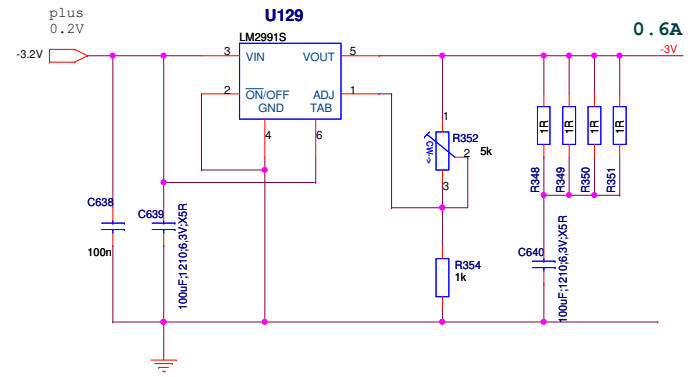 plus
0.2V
U129
0.6A
LM2991S
-3.2V
-3V
3
VIN
VOUT
5
2
ON/OFF
ADJ
1
GND
TAB
4
6
1
R352
CW->
2
5k
3
1R
1R
1R
1R
R348
R349
R350
R351
C638
100n
C639
100uF;1210;6,3V;X5R
R354
1k
C640
100uF;1210;6,3V;X5R